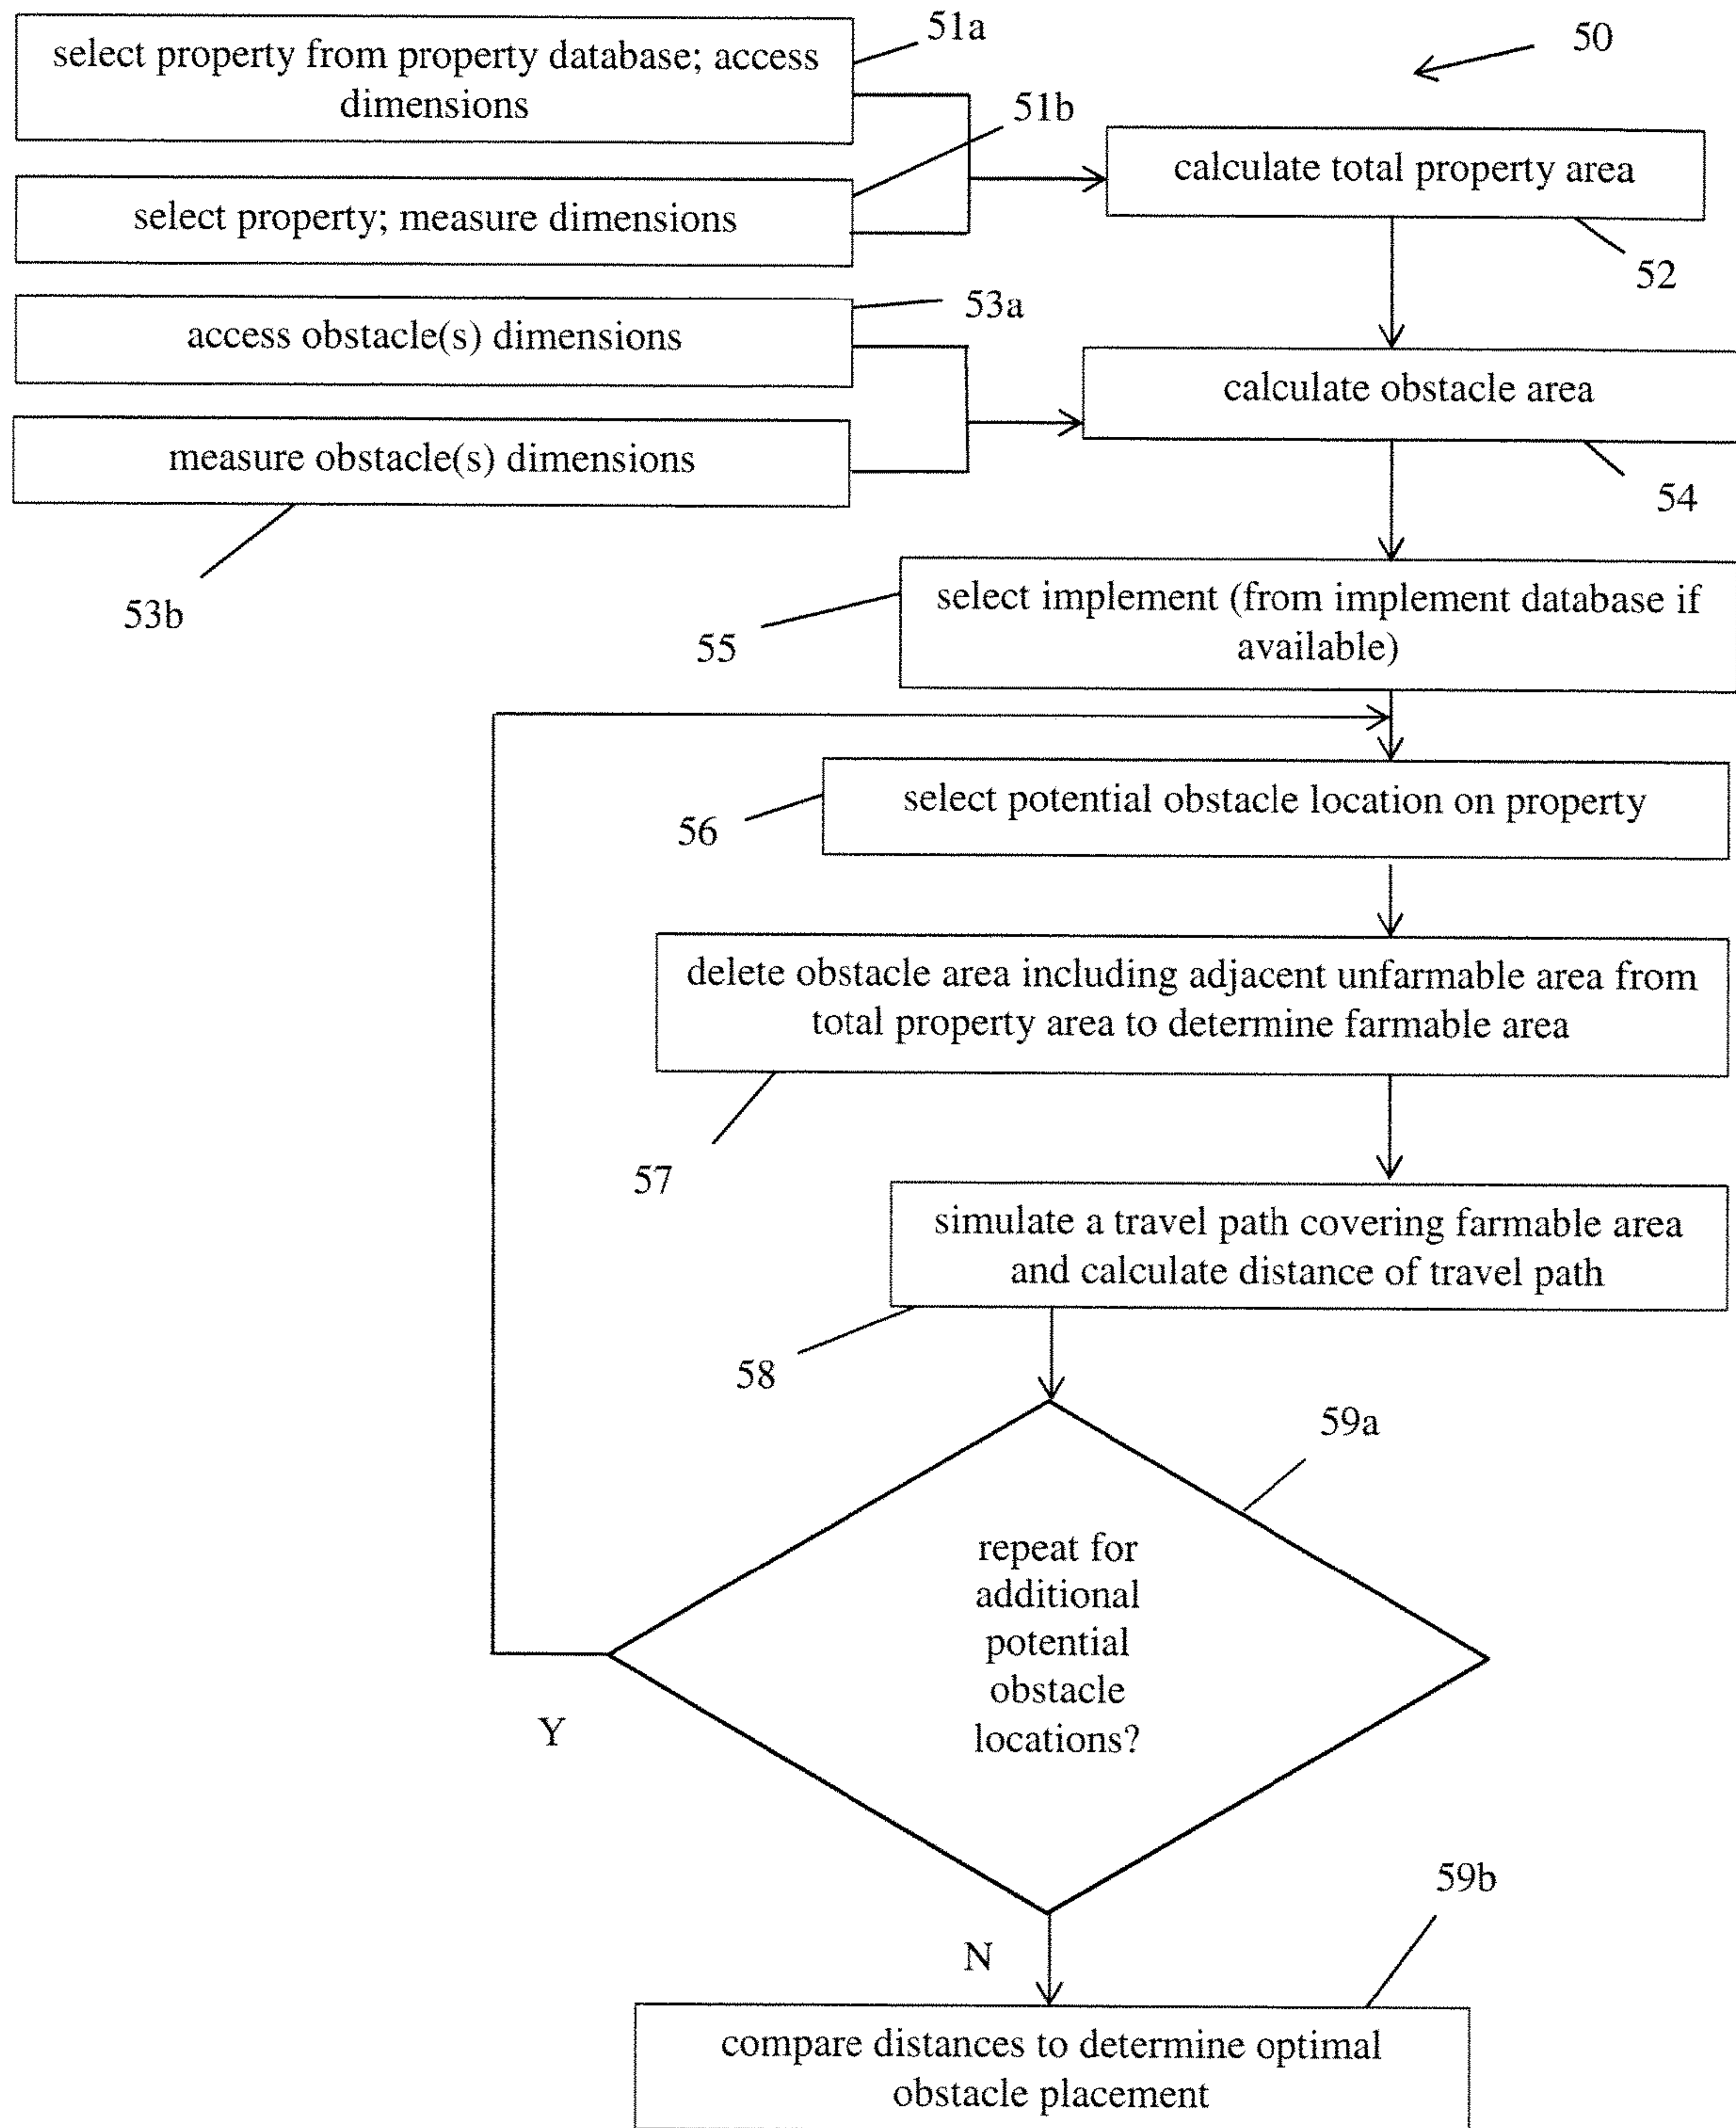 51a
50
select property from property database; access
dimensions
51b
calculate total property area
select property; measure dimensions
52
53a
access obstacle(s) dimensions
calculate obstacle area
measure obstacle(s) dimensions
54
53b
select implement (from implement database if
available)
55
select potential obstacle location on property
56
delete obstacle area including adjacent unfarmable area from
total property area to determine farmable area
57
simulate a travel path covering farmable area
and calculate distance of travel path
58
59a
repeat for
additional
potential
obstacle
locations?
Y
59b
N
compare distances to determine optimal
obstacle placement